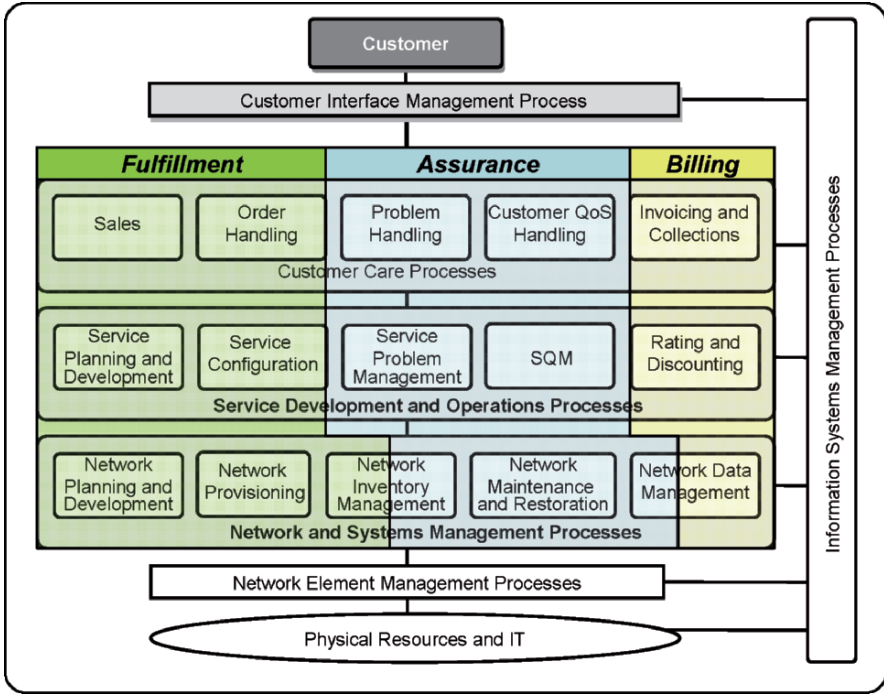 Customer
Customer Interface Management Process
Fulfillment
Assurance
Billing
Sales
Order
Handling
Problem
Handling
Customer QoS
Handling
Invoicing and
Collections
Customer Care Processes
Service
Planning and
Development
Service
Configuration
Service
Problem
Management
SQM
Rating and
Discounting
Service Development and Operations Processes
Network
Planning and
Development
Network
Provisioning
Network
Inventory
Management
Network
Maintenance
and Restoration
Network Data
Management
Network and Systems Management Processes
Network Element Management Processes
Physical Resources and IT
Information Systems Management Processes